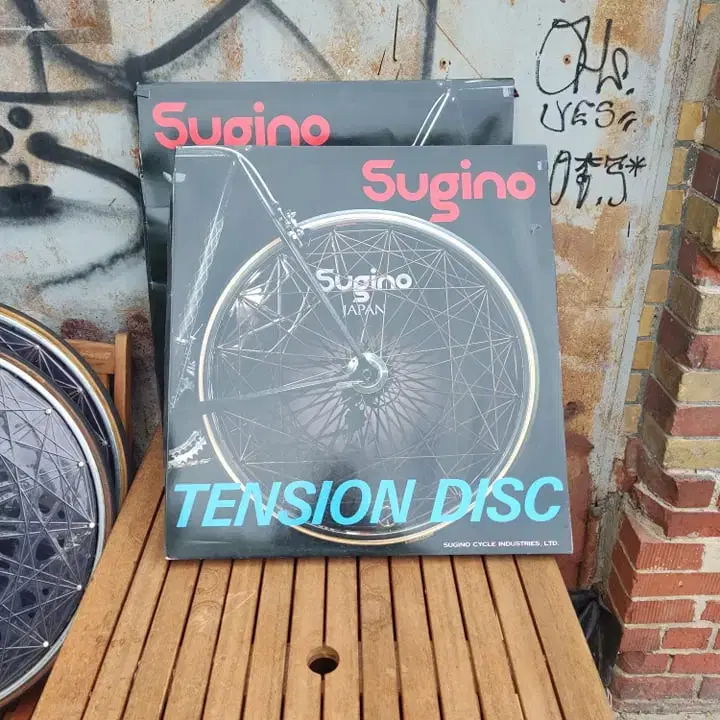 Sugino
Sugino
Sugino
JAPAN
TENSION DISC
SUGINO CYCLE INDUSTRIES, LTD.